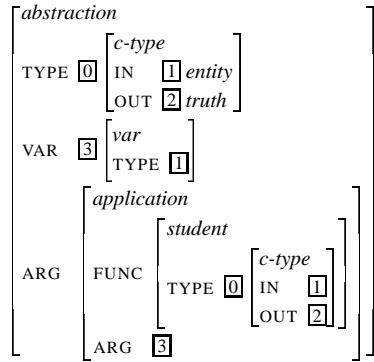 abstraction
c-type
TYPE 0 IN 1 entity
OUT 2 truth
var
VAR 3 TYPE 1
application
student
c-type
ARG FUNC TYPE 0 IN 1
OUT 2
ARG 3